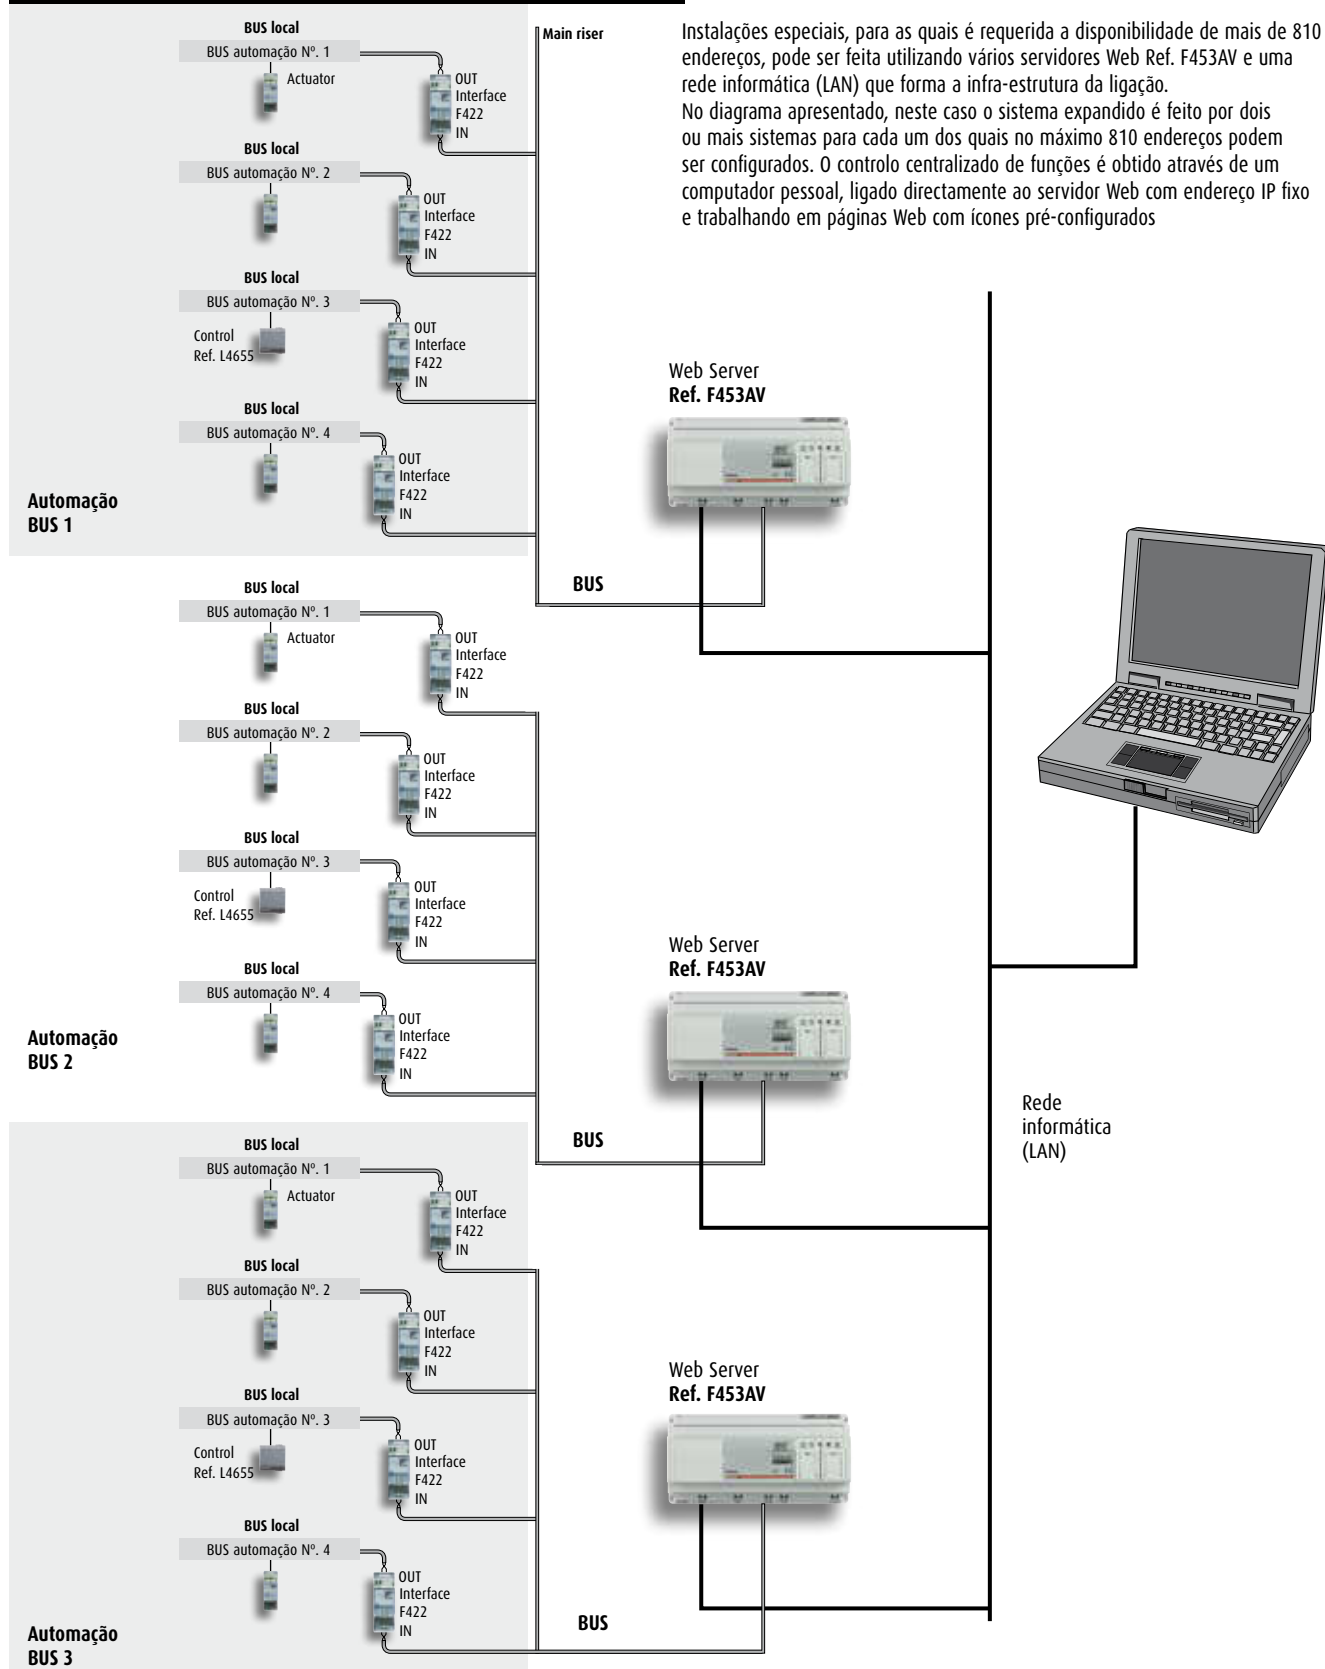 Instalações especiais, para as quais é requerida a disponibilidade de mais de 810
endereços, pode ser feita utilizando vários servidores Web Ref. F453AV e uma
rede informática (LAN) que forma a infra-estrutura da ligação.
No diagrama apresentado, neste caso o sistema expandido é feito por dois
ou mais sistemas para cada um dos quais no máximo 810 endereços podem
ser configurados. O controlo centralizado de funções é obtido através de um
computador pessoal, ligado directamente ao servidor Web com endereço IP fixo
e trabalhando em páginas Web com ícones pré-configurados
Main riser
BUS local
BUS automação Nº. 1
Actuator
OUT
Interface
F422
IN
BUS local
BUS automação Nº. 2
OUT
Interface
F422
IN
BUS local
BUS automação Nº. 3
Control
Ref. L4655
OUT
Interface
F422
IN
BUS local
BUS automação Nº. 4
OUT
Interface
F422
IN
Automação
BUS 1
Web Server
Ref. F453AV
BUS
BUS local
BUS automação Nº. 1
Actuator
OUT
Interface
F422
IN
BUS local
BUS automação Nº. 2
OUT
Interface
F422
IN
BUS local
BUS automação Nº. 3
Control
Ref. L4655
OUT
Interface
F422
IN
BUS local
BUS automação Nº. 4
OUT
Interface
F422
IN
Automação
BUS 2
Web Server
Ref. F453AV
BUS
Rede
informática
(LAN)
BUS local
BUS automação Nº. 1
Actuator
OUT
Interface
F422
IN
BUS local
BUS automação Nº. 2
OUT
Interface
F422
IN
BUS local
BUS automação Nº. 3
Control
Ref. L4655
OUT
Interface
F422
IN
BUS local
BUS automação Nº. 4
OUT
Interface
F422
IN
Automação
BUS 3
Web Server
Ref. F453AV
BUS